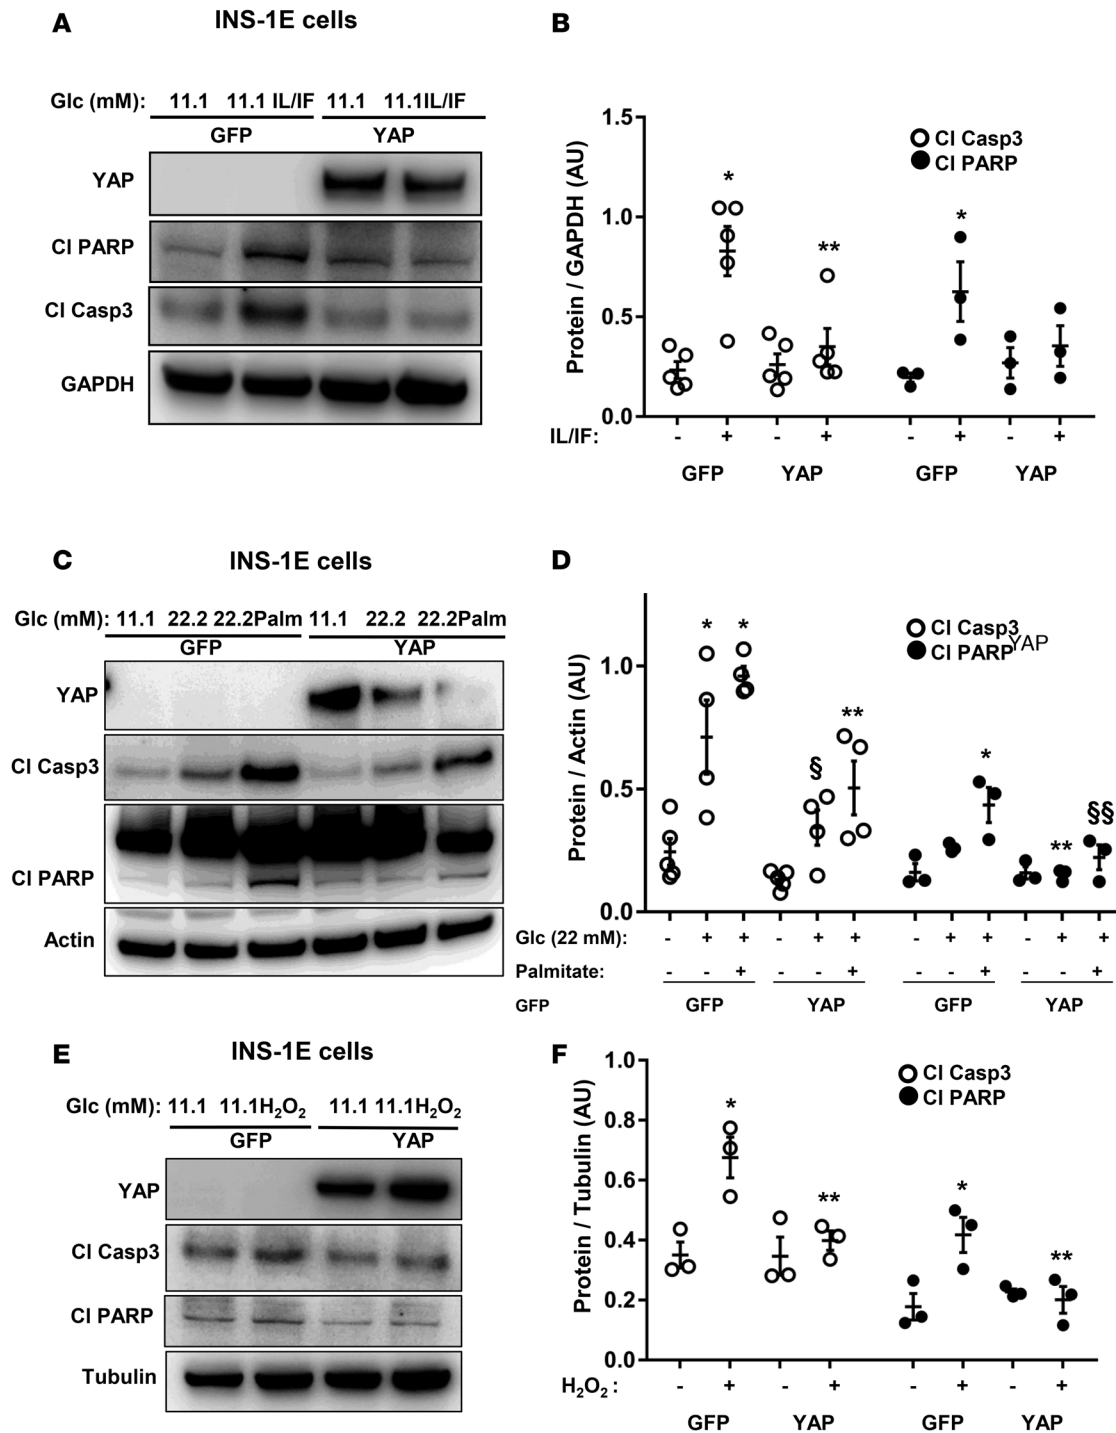 A
INS-1E cells
Glc (mM): 11.1 11.1 IL/IF 11.1 11.1IL/IF
GFP YAP
YAP
Cl PARP
Cl Casp3
GAPDH
B
Protein / GAPDH (AU)
1.5
1.0
0.5
0.0
Cl Casp3
Cl PARP
* ** *
IL/IF: - + - + - + - +
GFP YAP GFP YAP
C
INS-1E cells
Glc (mM): 11.1 22.2 22.2Palm 11.1 22.2 22.2Palm
GFP YAP
YAP
Cl Casp3
Cl PARP
Actin
D
Protein / Actin (AU)
1.0
0.5
0.0
Cl Casp3
Cl PARP
YAP
* * § ** * ** §§
Glc (22 mM): - + + - + + - + + - + +
Palmitate: - - + - - + - - + - - +
GFP GFP YAP GFP YAP
E
INS-1E cells
Glc (mM): 11.1 11.1H₂O₂ 11.1 11.1H₂O₂
GFP YAP
YAP
Cl Casp3
Cl PARP
Tubulin
F
Protein / Tubulin (AU)
1.0
0.8
0.6
0.4
0.2
0.0
Cl Casp3
Cl PARP
* ** * **
H₂O₂ : - + - + - + - +
GFP YAP GFP YAP